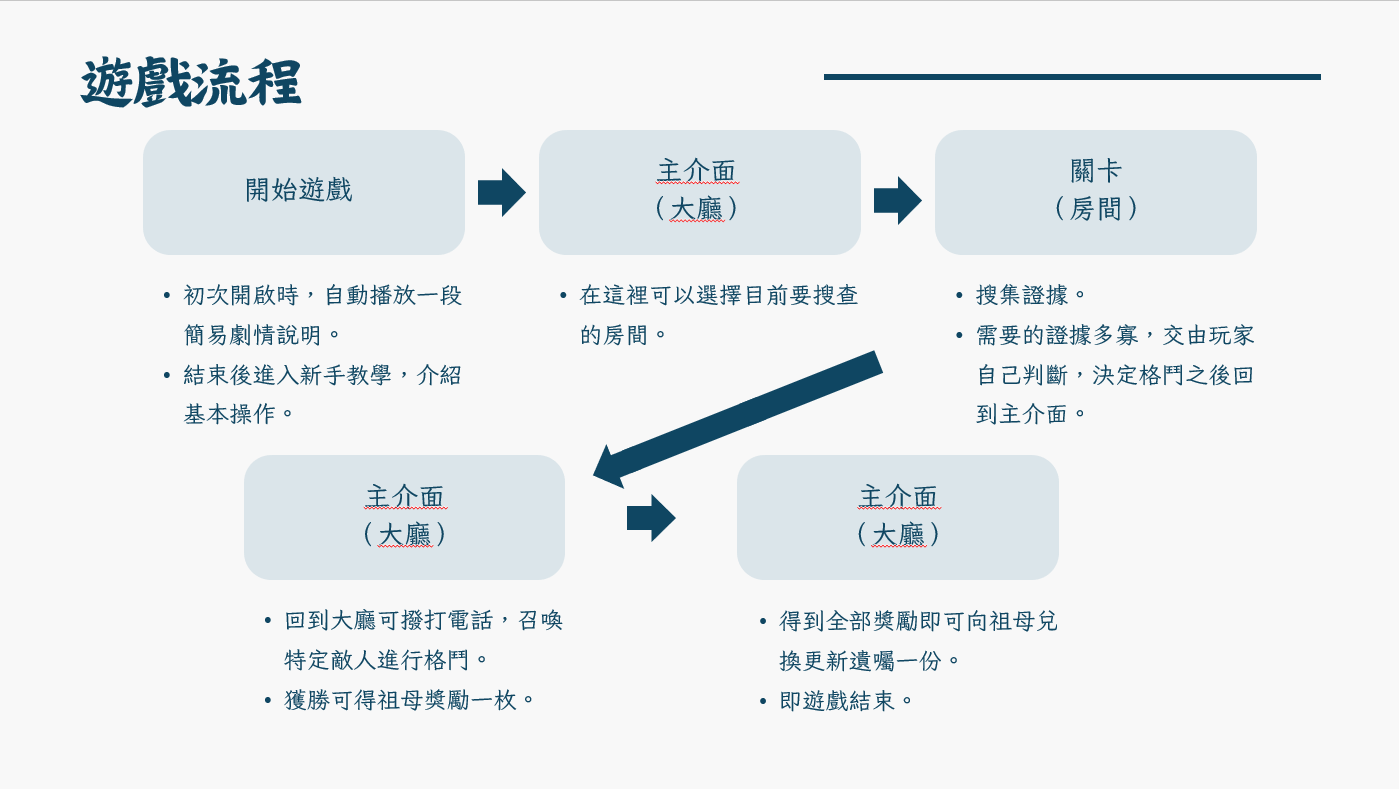 遊戲流程
開始遊戲
主介面
（大廳）
關卡
（房間）
• 初次開啟時，自動播放一段
簡易劇情說明。
• 結束後進入新手教學，介紹
基本操作。
• 在這裡可以選擇目前要搜查
的房間。
• 搜集證據。
• 需要的證據多寡，交由玩家
自己判斷，決定格鬥之後回
到主介面。
主介面
（大廳）
主介面
（大廳）
• 回到大廳可撥打電話，召喚
特定敵人進行格鬥。
• 獲勝可得祖母獎勵一枚。
• 得到全部獎勵即可向祖母兌
換更新遺囑一份。
• 即遊戲結束。